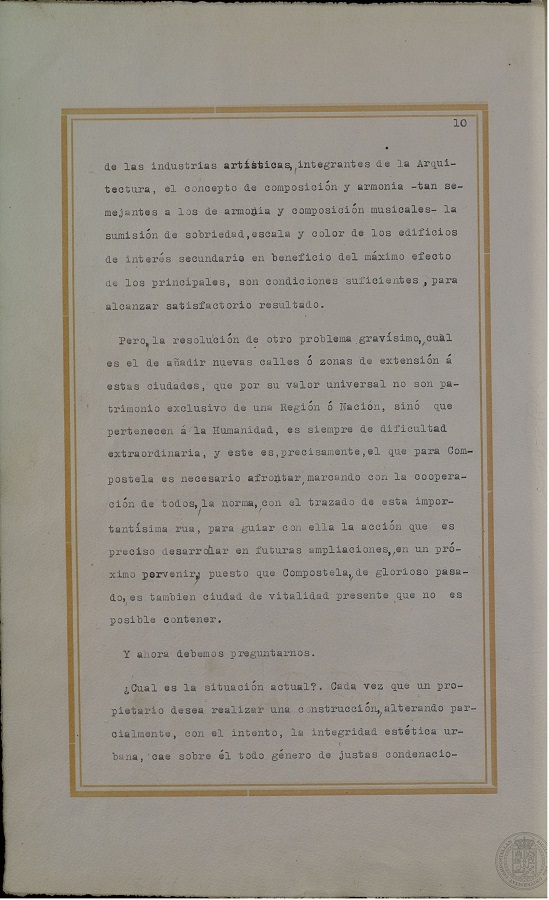 10
de las industrias artísticas, integrantes de la Arqui-
tectura, el concepto de composición y armonia -tan se-
mejantes a los de armonia y composición musicales- la
sumisión de sobriedad, escala y color de los edificios
de interés secundario en beneficio del máximo efecto
de los principales, son condiciones suficientes, para
alcanzar satisfactorio resultado.
Pero, la resolución de otro problema gravísimo, cuál
es el de añadir nuevas calles ó zonas de extensión á
estas ciudades, que por su valor universal no son pa-
trimonio exclusivo de una Región ó Nación, sinó que
pertenecen á la Humanidad, es siempre de dificultad
extraordinaria, y este es, precisamente, el que para Com-
postela es necesario afrontar, marcando con la coopera-
ción de todos, la norma, con el trazado de esta impor-
tantísima rua, para guiar con ella la acción que es
preciso desarrolar en futuras ampliaciones, en un pró-
ximo porvenir, puesto que Compostela, de glorioso pasa-
do, es tambien ciudad de vitalidad presente que no es
posible contener.
Y ahora debemos preguntarnos.
¿Cual es la situación actual?. Cada vez que un pro-
pietario desea realizar una construcción, alterando par-
cialmente, con el intento, la integridad estética ur-
bana, cae sobre él todo género de justas condenacio-